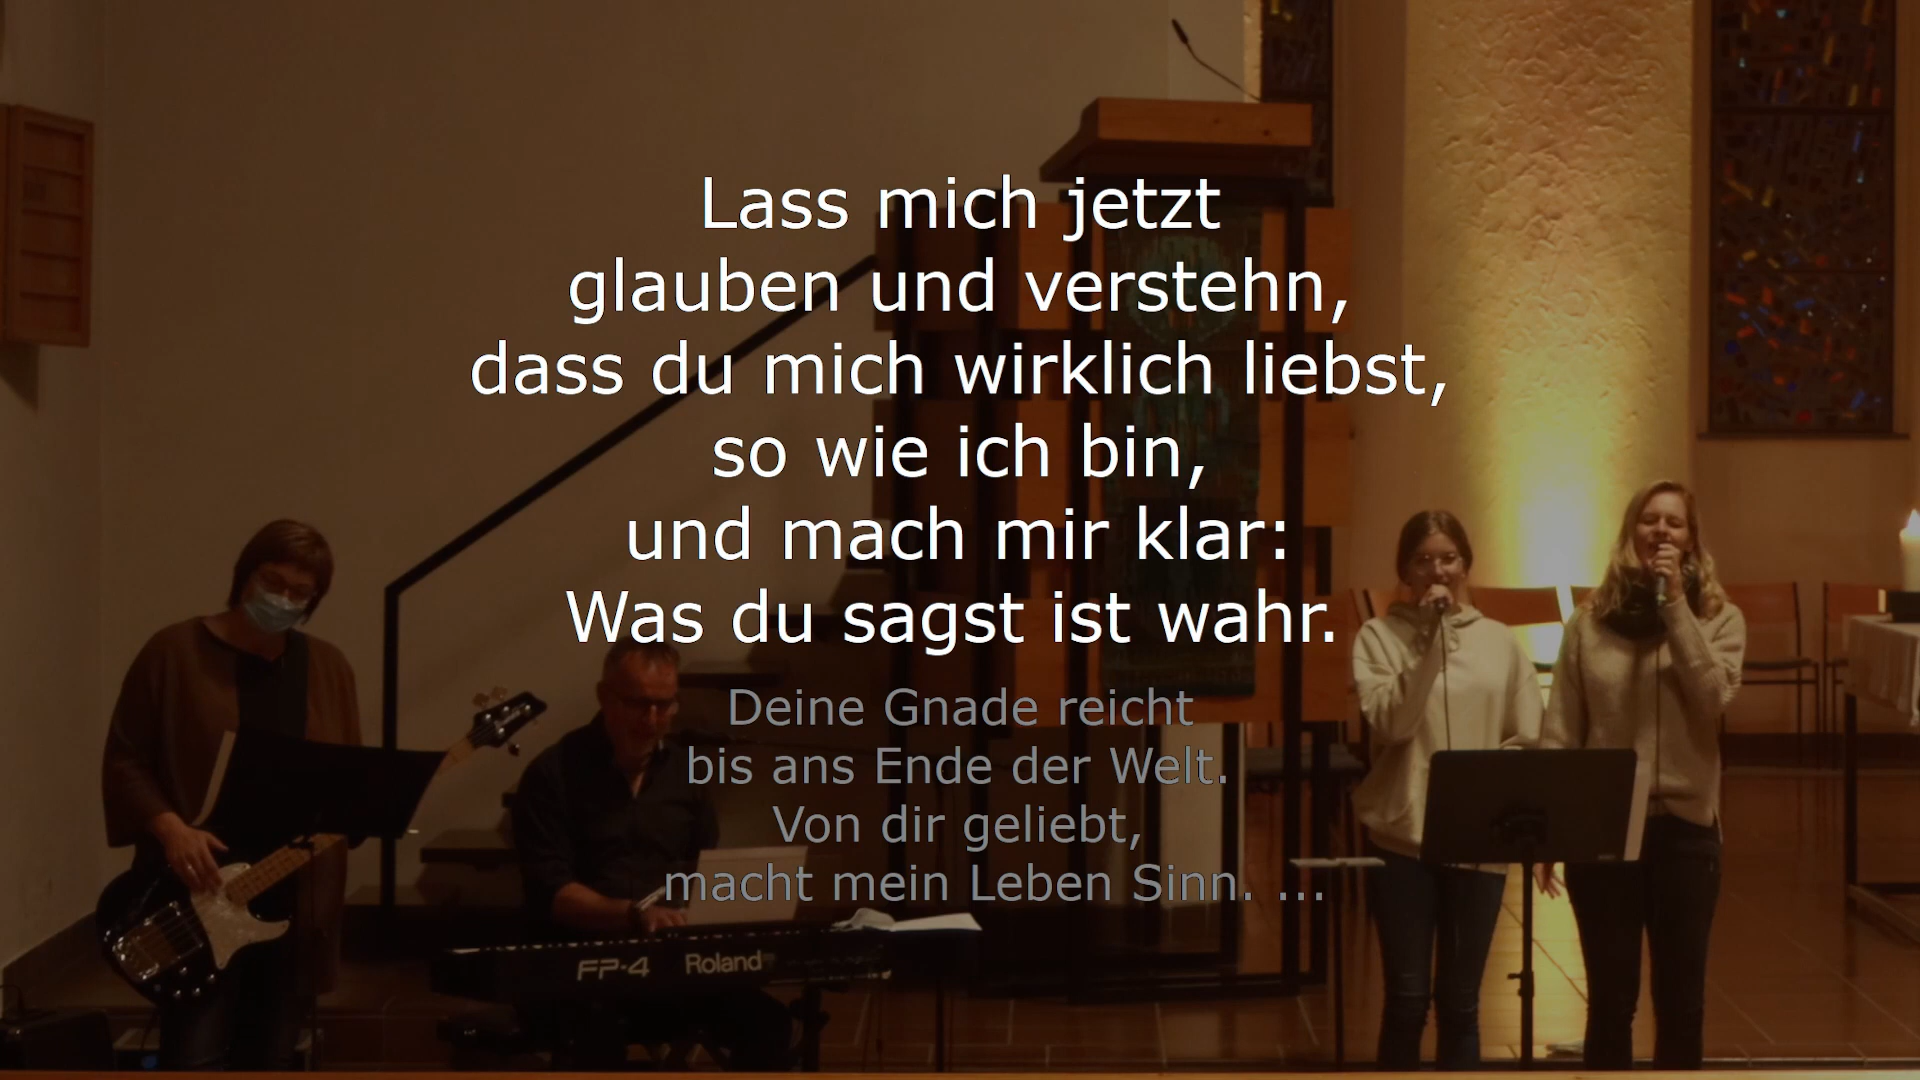 Lass mich jetzt
glauben und verstehn,
dass du mich wirklich liebst,
so wie ich bin,
und mach mir klar:
Was du sagst ist wahr.
Deine Gnade reicht
bis ans Ende der Welt.
Von dir geliebt,
macht mein Leben Sinn. ...
FP-4 Roland